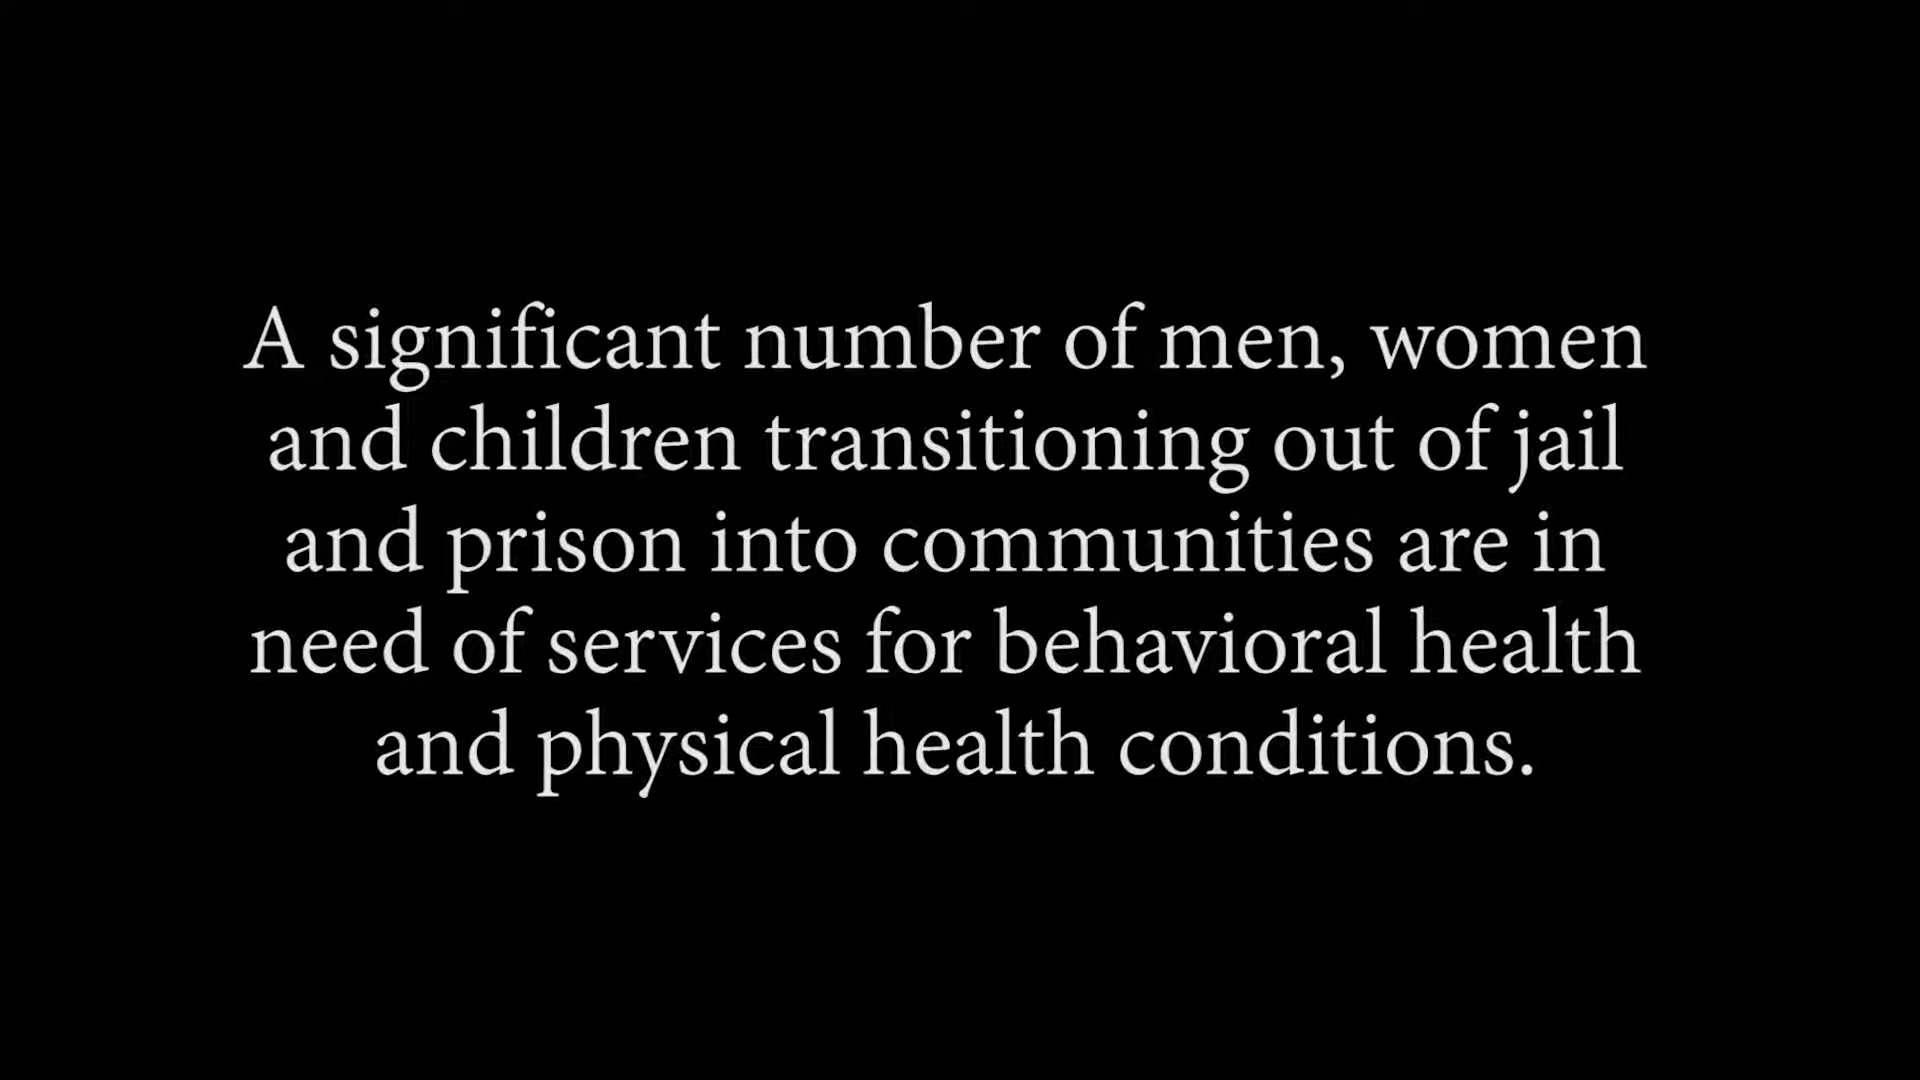 A significant number of men, women
and children transitioning out of jail
and prison into communities are in
need of services for behavioral health
and physical health conditions.